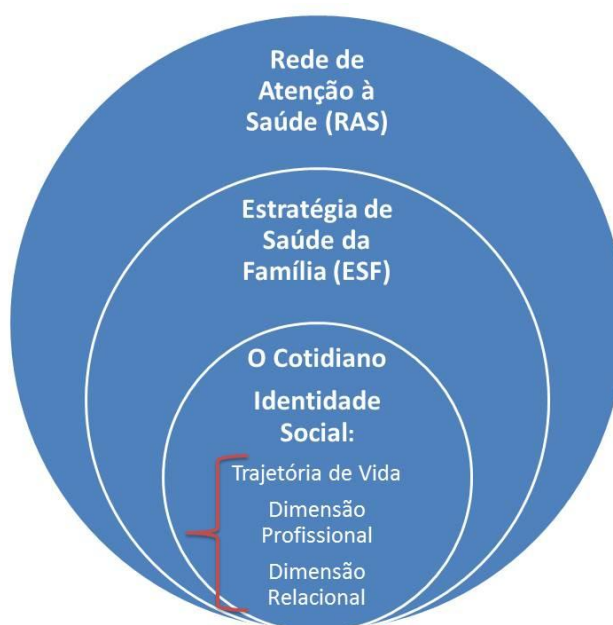 Rede de
Atenção à
Saúde (RAS)
Estratégia de
Saúde da
Família (ESF)
O Cotidiano
Identidade
Social:
Trajetória de Vida
Dimensão
Profissional
Dimensão
Relacional